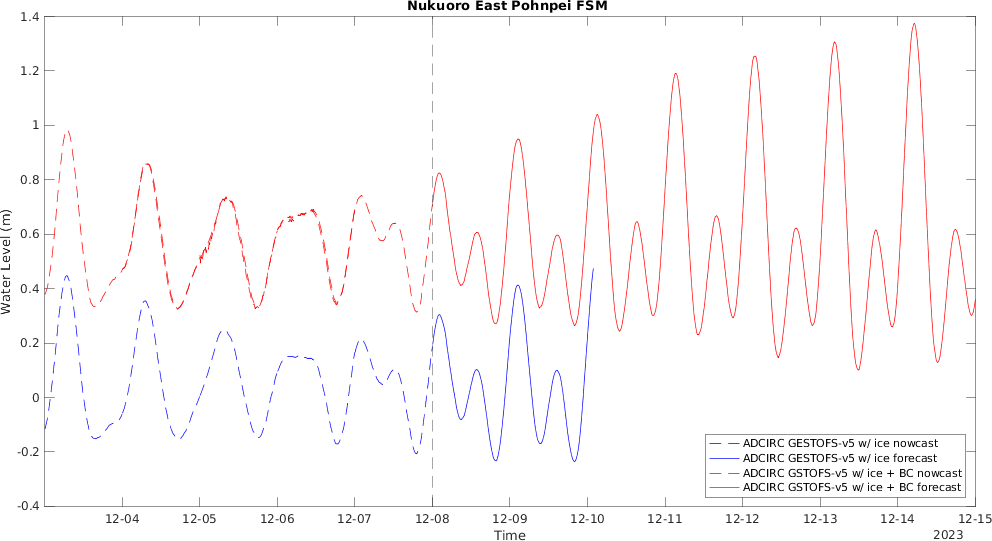 Nukuoro East Pohnpei FSM
1.4
1.2
1
0.8
0.6
0.4
0.2
0
-0.2
-0.4
Water Level (m)
ADCIRC GESTOFS-v5 w/ ice nowcast
ADCIRC GESTOFS-v5 w/ ice forecast
ADCIRC GSTOFS-v5 w/ ice + BC nowcast
ADCIRC GSTOFS-v5 w/ ice + BC forecast
12-04 12-05 12-06 12-07 12-08 12-09 12-10 12-11 12-12 12-13 12-14 12-15
Time
2023